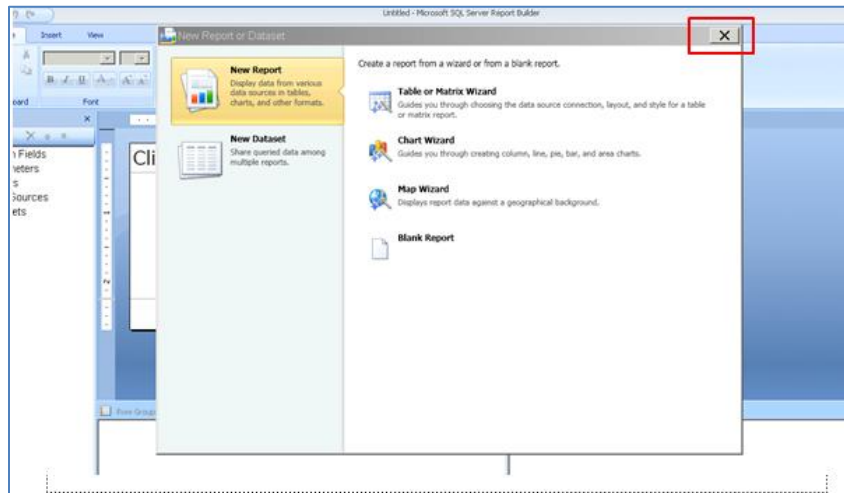 Untitled - Microsoft SQL Server Report Builder
Insert View
Font
New Report or Dataset
New Report
Display data from various
data sources in tables,
charts, and other formats.
New Dataset
Share queried data among
multiple reports.
Create a report from a wizard or from a blank report.
Table or Matrix Wizard
Guides you through choosing the data source connection, layout, and style for a table
or matrix report.
Chart Wizard
Guides you through creating column, line, pie, bar, and area charts.
Map Wizard
Displays report data against a geographical background.
Blank Report
Fields
meters
Sources
ets
Cli
Row Group